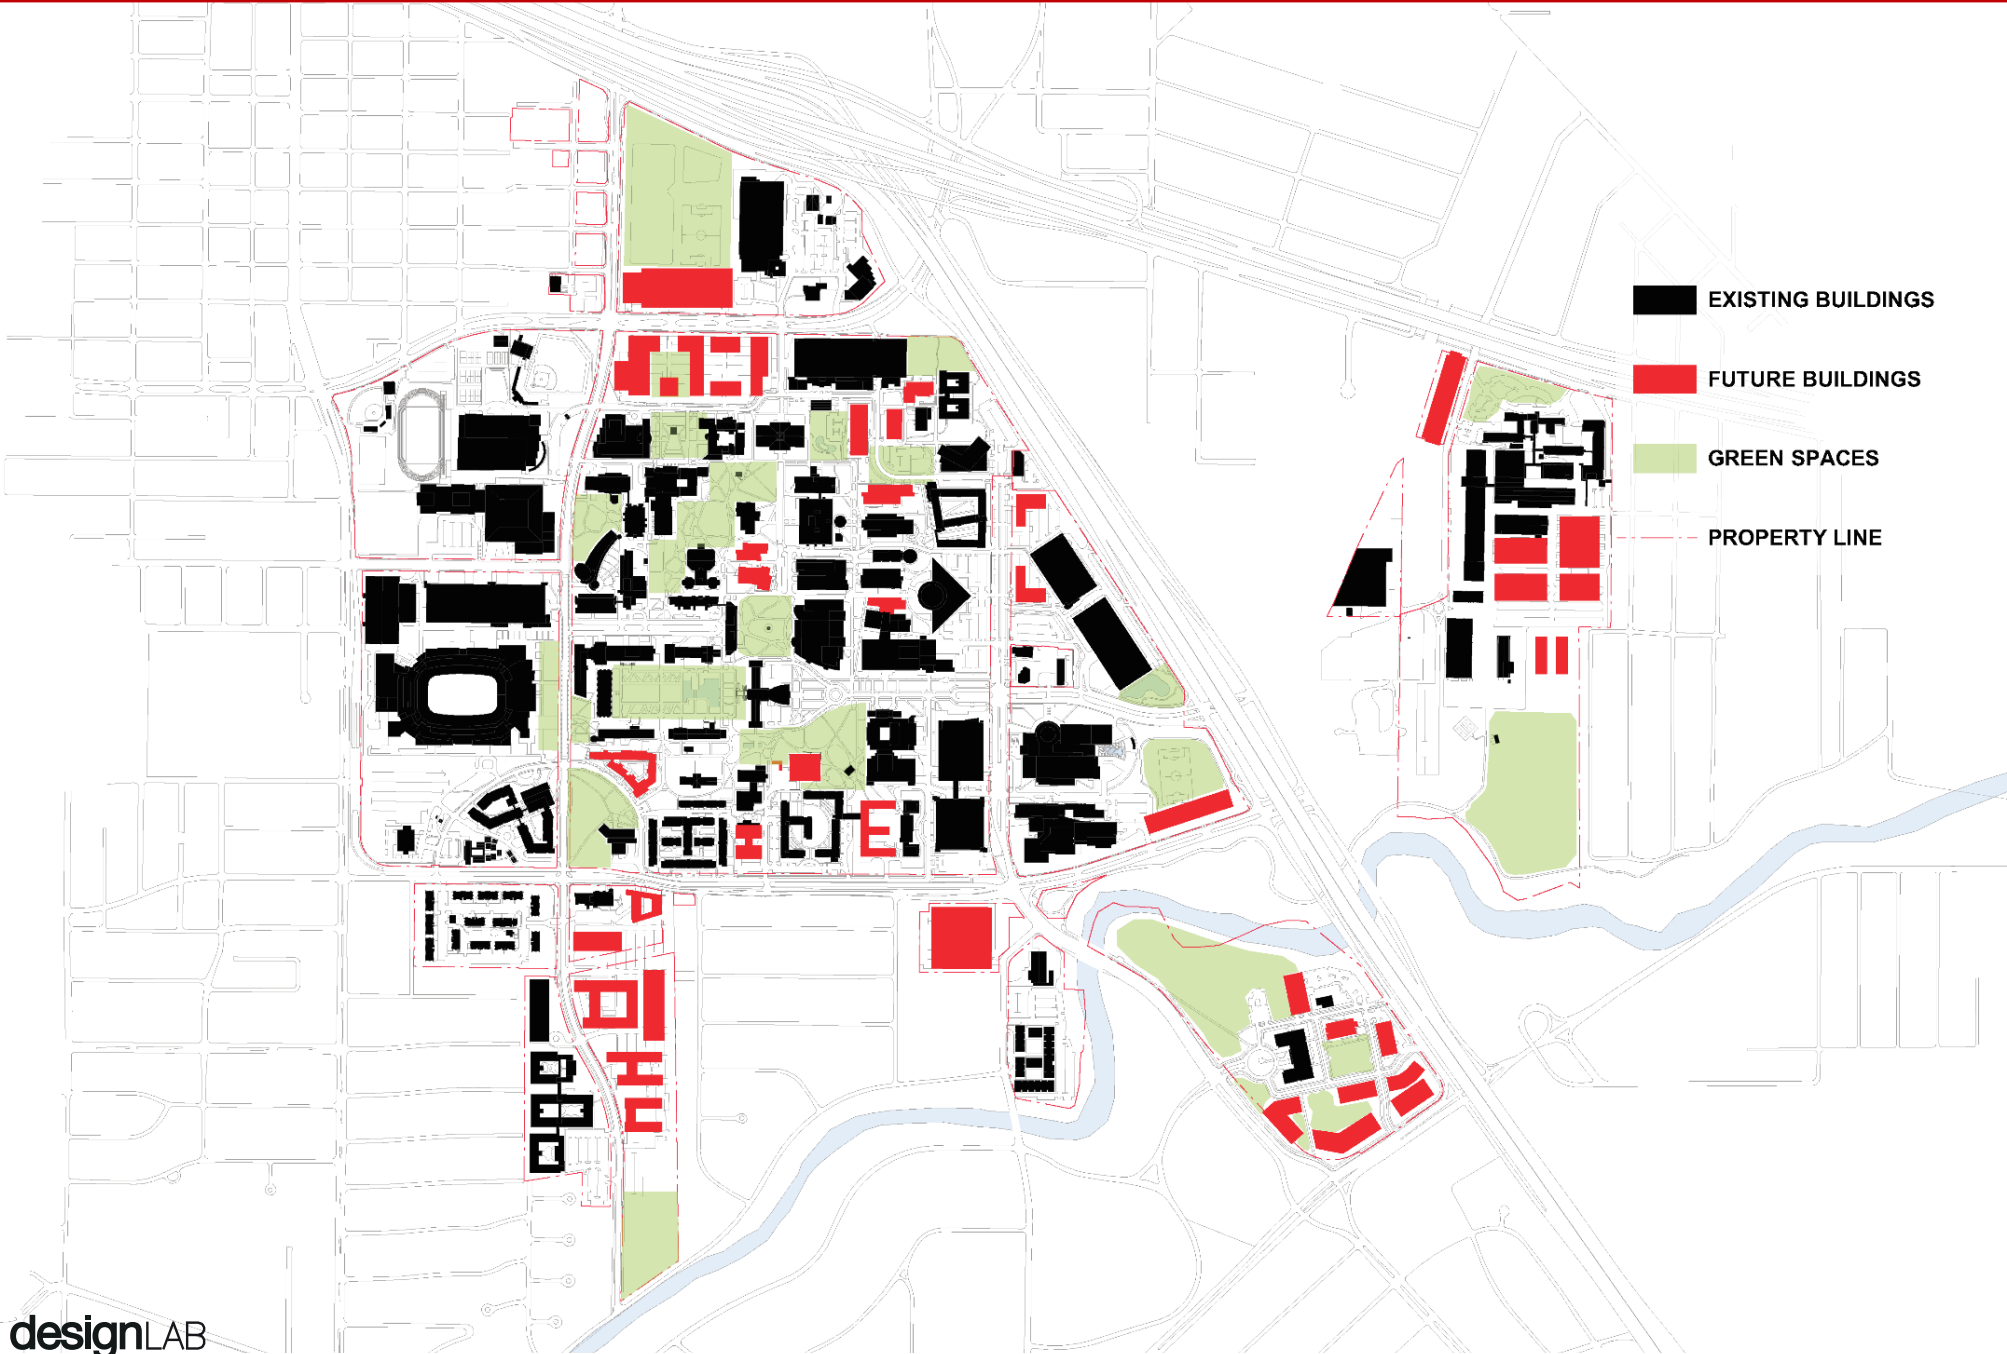 EXISTING BUILDINGS
FUTURE BUILDINGS
GREEN SPACES
PROPERTY LINE
designLAB